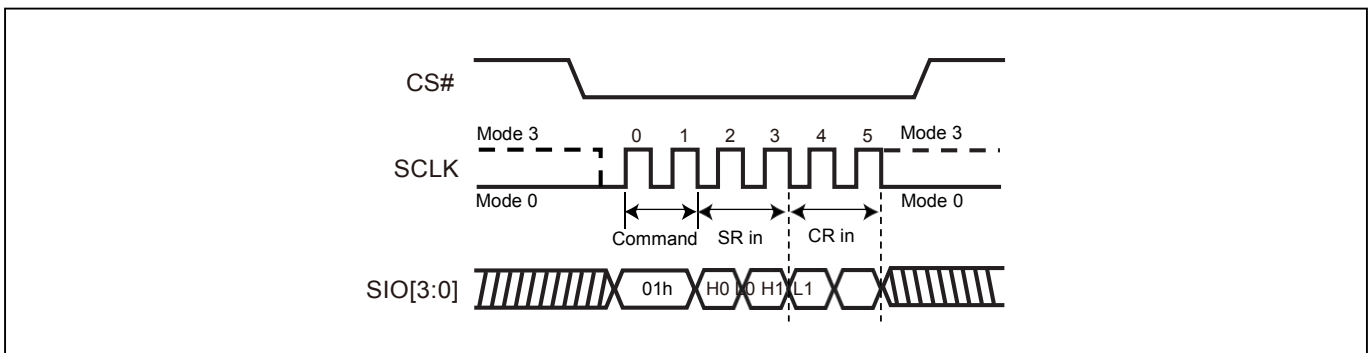 CS#
Mode 3 0 1 2 3 4 5 Mode 3
SCLK
Mode 0 Mode 0
Command SR in CR in
SIO[3:0] 01h H0 L0 H1 L1